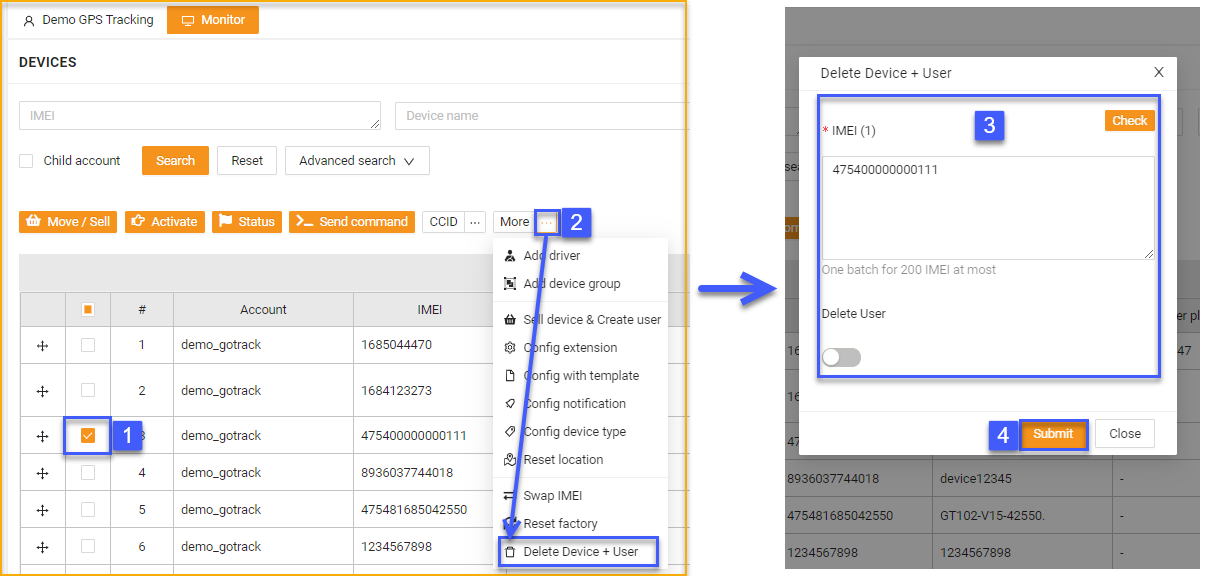 Demo GPS Tracking
Monitor
DEVICES
IMEI
Device name
Child account
Search
Reset
Advanced search
Move / Sell
Activate
Status
Send command
CCID
...
More
...
2
Add driver
Add device group
Sell device & Create user
Config extension
Config with template
Config notification
Config device type
Reset location
Swap IMEI
Reset factory
Delete Device + User
# Account IMEI
1 demo_gotrack 1685044470
2 demo_gotrack 1684123273
1
3 demo_gotrack 475400000000111
4 demo_gotrack 8936037744018
5 demo_gotrack 475481685042550
6 demo_gotrack 1234567898
Delete Device + User
X
3
* IMEI (1)
Check
475400000000111
One batch for 200 IMEI at most
Delete User
4
Submit
Close
8936037744018 device12345 -
475481685042550 GT102-V15-42550. -
1234567898 1234567898 -